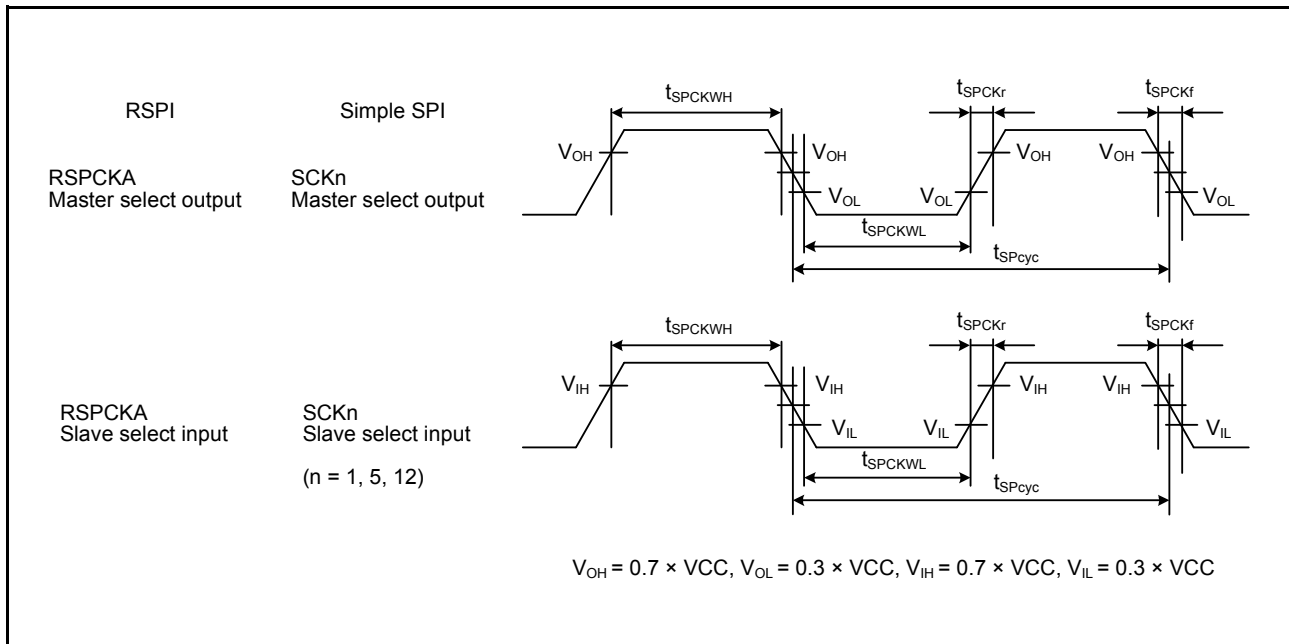 RSPI
Simple SPI
RSPCKA
Master select output
SCKn
Master select output
tSPCKWH
tSPCKr
tSPCKf
VOH
VOH
VOH
VOH
VOL
VOL
VOL
tSPCKWL
tSPcyc
RSPCKA
Slave select input
SCKn
Slave select input
(n = 1, 5, 12)
tSPCKWH
tSPCKr
tSPCKf
VIH
VIH
VIH
VIH
VIL
VIL
VIL
tSPCKWL
tSPcyc
VOH = 0.7 × VCC, VOL = 0.3 × VCC, VIH = 0.7 × VCC, VIL = 0.3 × VCC